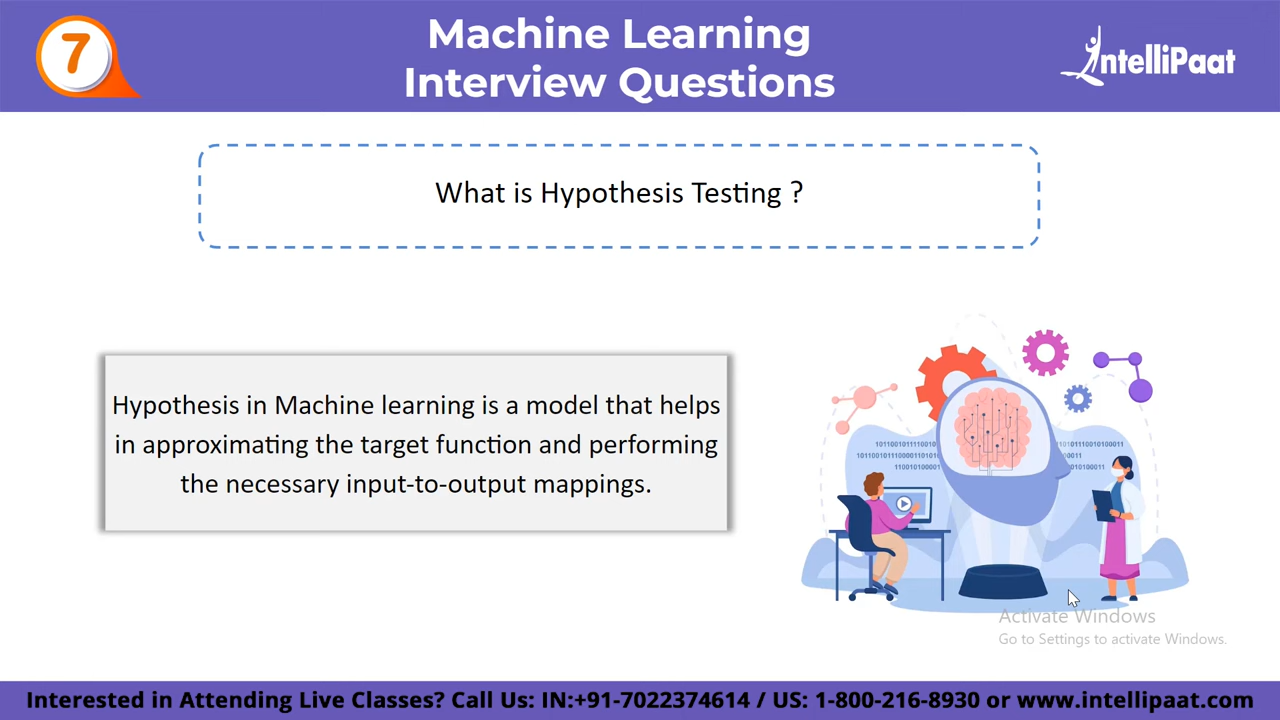 7
Machine Learning
Interview Questions
IntelliPaat
What is Hypothesis Testing ?
Hypothesis in Machine learning is a model that helps
in approximating the target function and performing
the necessary input-to-output mappings.
Activate Windows
Go to Settings to activate Windows.
Interested in Attending Live Classes? Call Us: IN:+91-7022374614 / US: 1-800-216-8930 or www.intellipaat.com